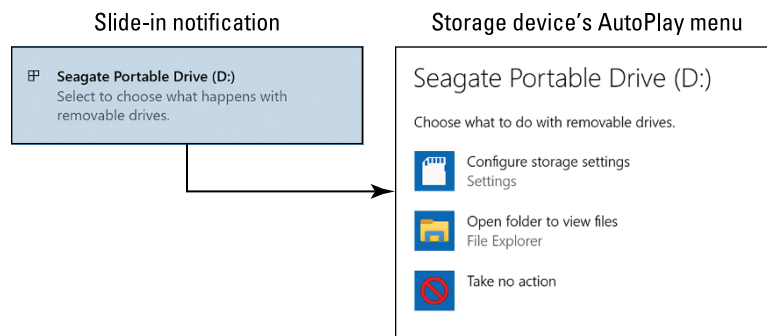 Slide-in notification
Seagate Portable Drive (D:)
Select to choose what happens with
removable drives.
Storage device's AutoPlay menu
Seagate Portable Drive (D:)
Choose what to do with removable drives.
Configure storage settings
Settings
Open folder to view files
File Explorer
Take no action